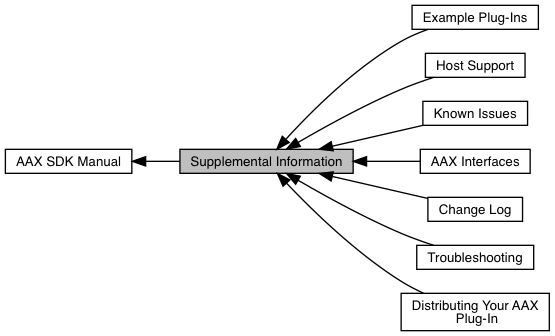 Example Plug-Ins
Host Support
Known Issues
AAX SDK Manual
Supplemental Information
AAX Interfaces
Change Log
Troubleshooting
Distributing Your AAX
Plug-In